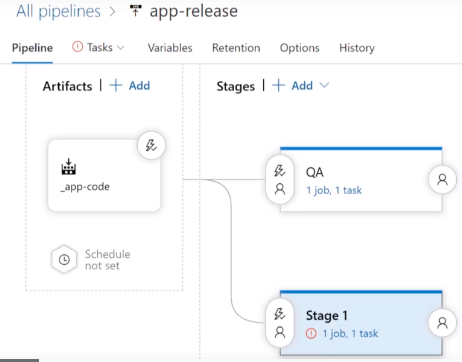 All pipelines > app-release
Pipeline Tasks Variables Retention Options History
Artifacts | + Add
Stages | + Add
_app-code
QA
1 job, 1 task
Schedule
not set
Stage 1
1 job, 1 task